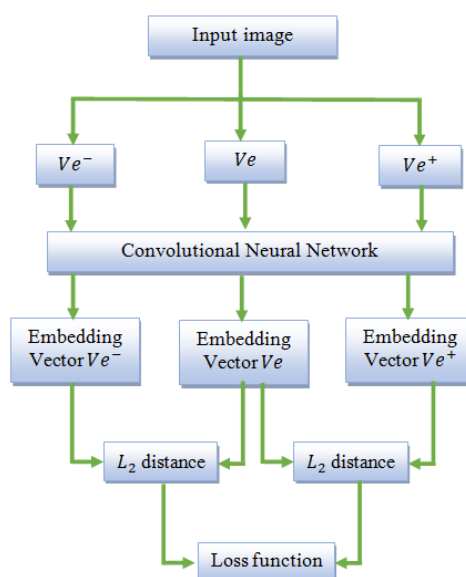 Input image
Ve⁻
Ve
Ve⁺
Convolutional Neural Network
Embedding
Vector Ve⁻
Embedding
Vector Ve
Embedding
Vector Ve⁺
L₂ distance
L₂ distance
Loss function